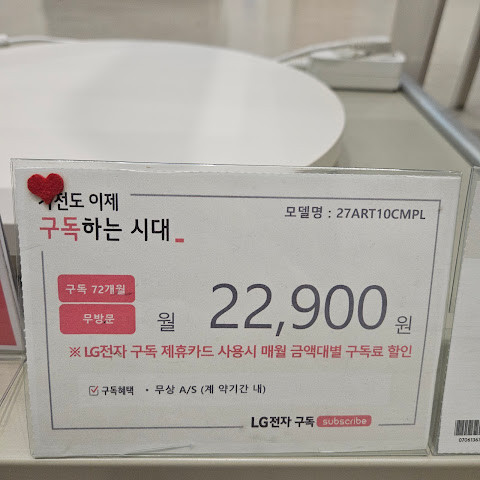 가전도 이제
구독하는 시대
모델명 : 27ART10CMPL
구독 72개월
무방문
월 22,900 원
※ LG전자 구독 제휴카드 사용시 매월 금액대별 구독료 할인
구독혜택 • 무상 A/S (계 약기간 내)
LG전자 구독 subscribe